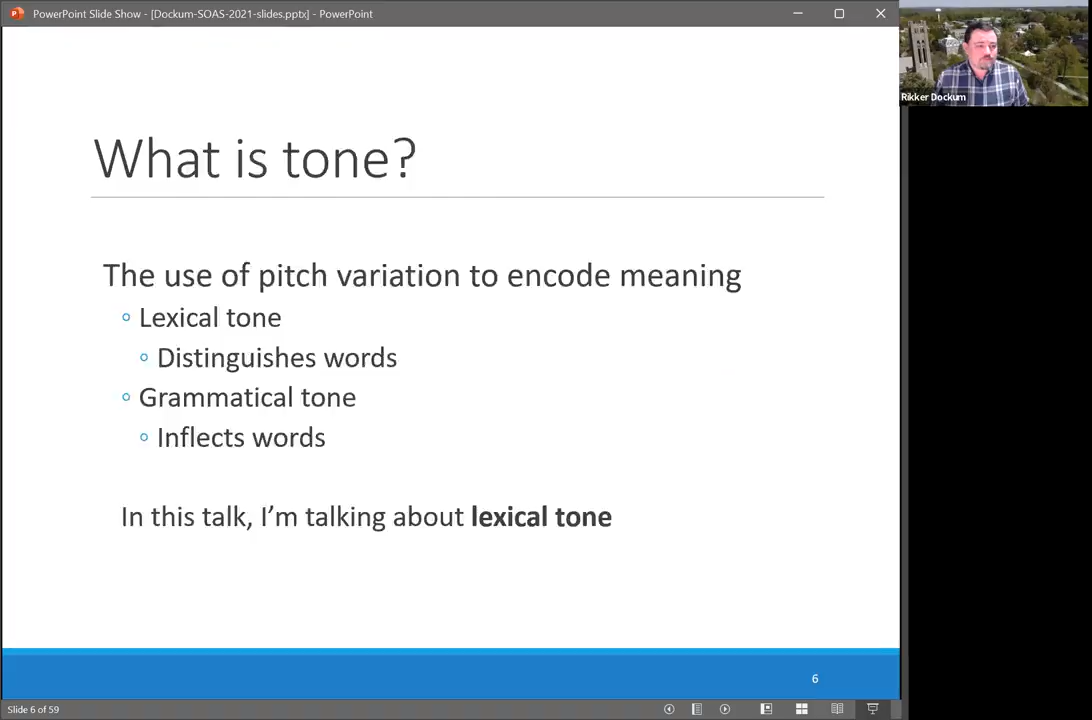 PowerPoint Slide Show - [Dockum-SOAS-2021-slides.pptx] - PowerPoint
Rikker Dockum
What is tone?
The use of pitch variation to encode meaning
Lexical tone
Distinguishes words
Grammatical tone
Inflects words
In this talk, I'm talking about lexical tone
6
Slide 6 of 59